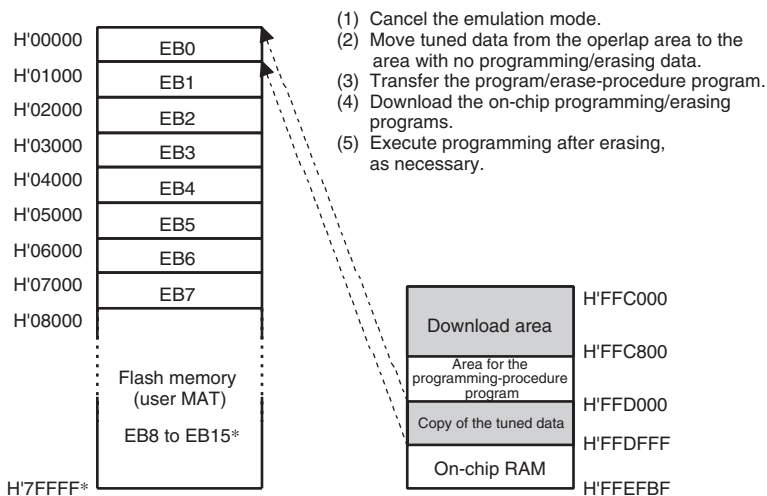 H'00000
EB0
H'01000
EB1
H'02000
EB2
H'03000
EB3
H'04000
EB4
H'05000
EB5
H'06000
EB6
H'07000
EB7
H'08000
Flash memory
(user MAT)
EB8 to EB15*
H'7FFFF*
(1) Cancel the emulation mode.
(2) Move tuned data from the operlap area to the
area with no programming/erasing data.
(3) Transfer the program/erase-procedure program.
(4) Download the on-chip programming/erasing
programs.
(5) Execute programming after erasing,
as necessary.
H'FFC000
Download area
H'FFC800
Area for the
programming-procedure
program
H'FFD000
Copy of the tuned data
H'FFDFFF
On-chip RAM
H'FFEFBF